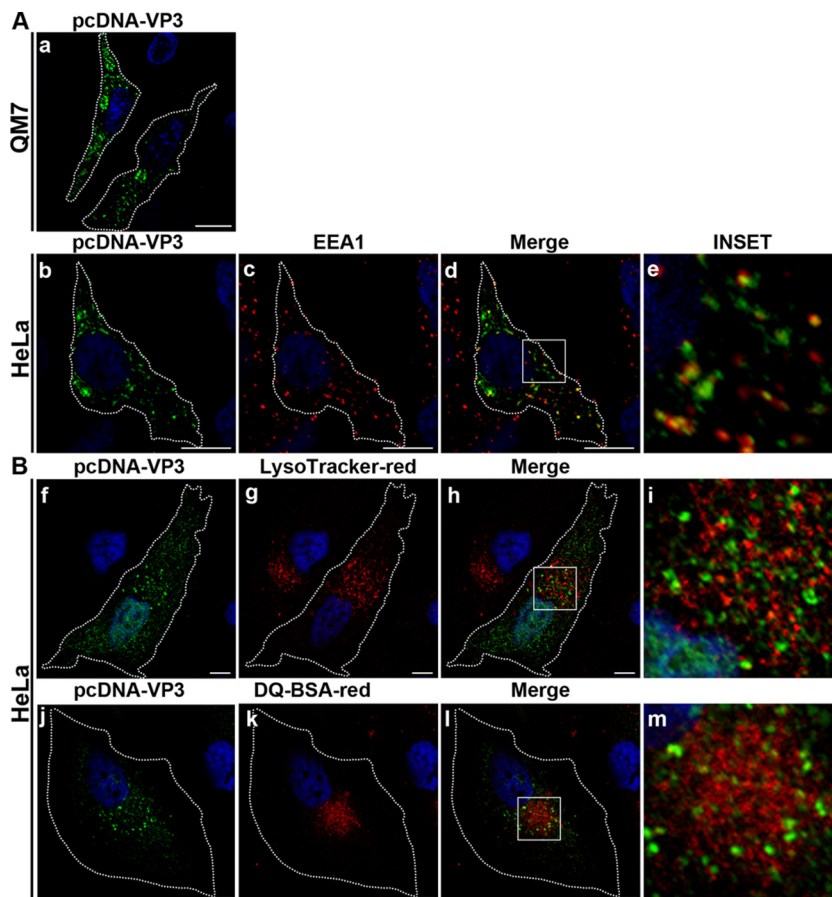 A
pcDNA-VP3
a
QM7
pcDNA-VP3 EEA1 Merge INSET
b c d e
HeLa
B
pcDNA-VP3 LysoTracker-red Merge
f g h i
HeLa
pcDNA-VP3 DQ-BSA-red Merge
j k l m